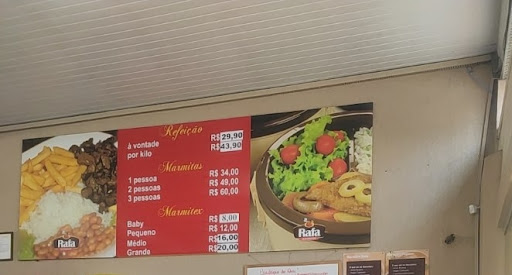 Refeição
à vontade R$ 29,90
por kilo R$ 43,90
Marmitas
1 pessoa R$ 34,00
2 pessoas R$ 49,00
3 pessoas R$ 60,00
Marmitex
Baby R$ 8,00
Pequeno R$ 12,00
Médio R$ 16,00
Grande R$ 20,00
Rafa
Rafa